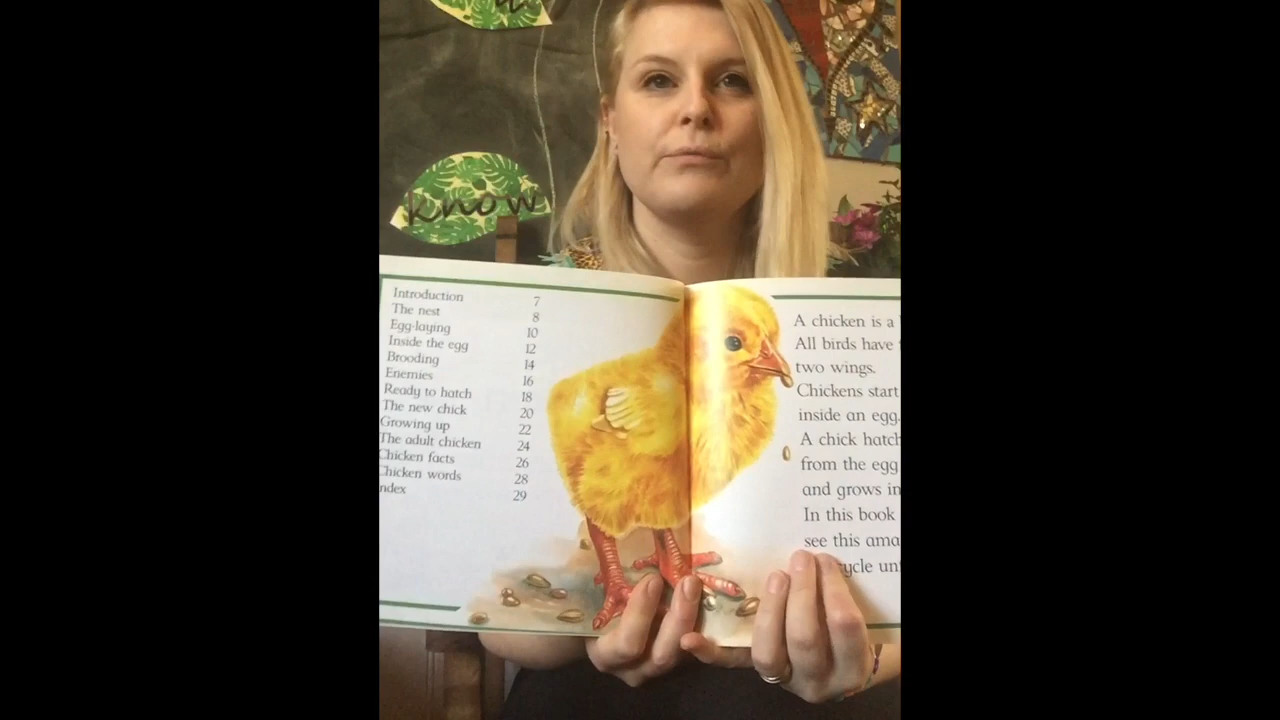 know
Introduction 7
The nest 8
Egg-laying 10
Inside the egg 12
Brooding 14
Enemies 16
Ready to hatch 18
The new chick 20
Growing up 22
The adult chicken 24
Chicken facts 26
Chicken words 28
ndex 29
A chicken is a
All birds have
two wings.
Chickens start
inside an egg.
A chick hatch
from the egg
and grows in
In this book
see this ama
ycle un